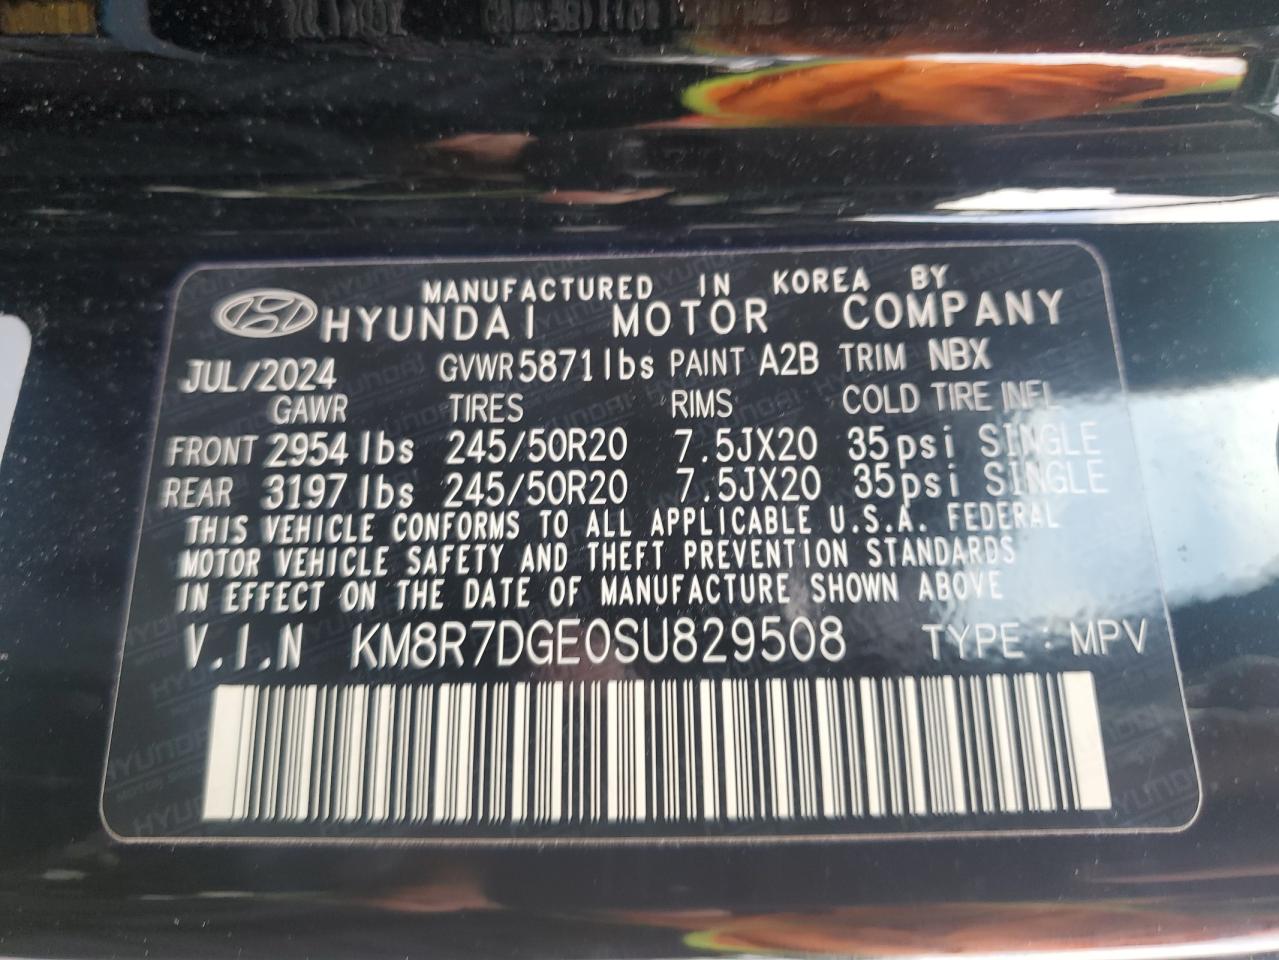 MANUFACTURED IN KOREA BY
HYUNDAI MOTOR COMPANY
JUL/2024 GVWR 5871lbs PAINT A2B TRIM NBX
GAWR TIRES RIMS COLD TIRE INFL
FRONT 2954 lbs 245/50R20 7.5JX20 35psi SINGLE
REAR 3197 lbs 245/50R20 7.5JX20 35psi SINGLE
THIS VEHICLE CONFORMS TO ALL APPLICABLE U.S.A. FEDERAL
MOTOR VEHICLE SAFETY AND THEFT PREVENTION STANDARDS
IN EFFECT ON THE DATE OF MANUFACTURE SHOWN ABOVE
V.I.N KM8R7DGE0SU829508 TYPE : MPV